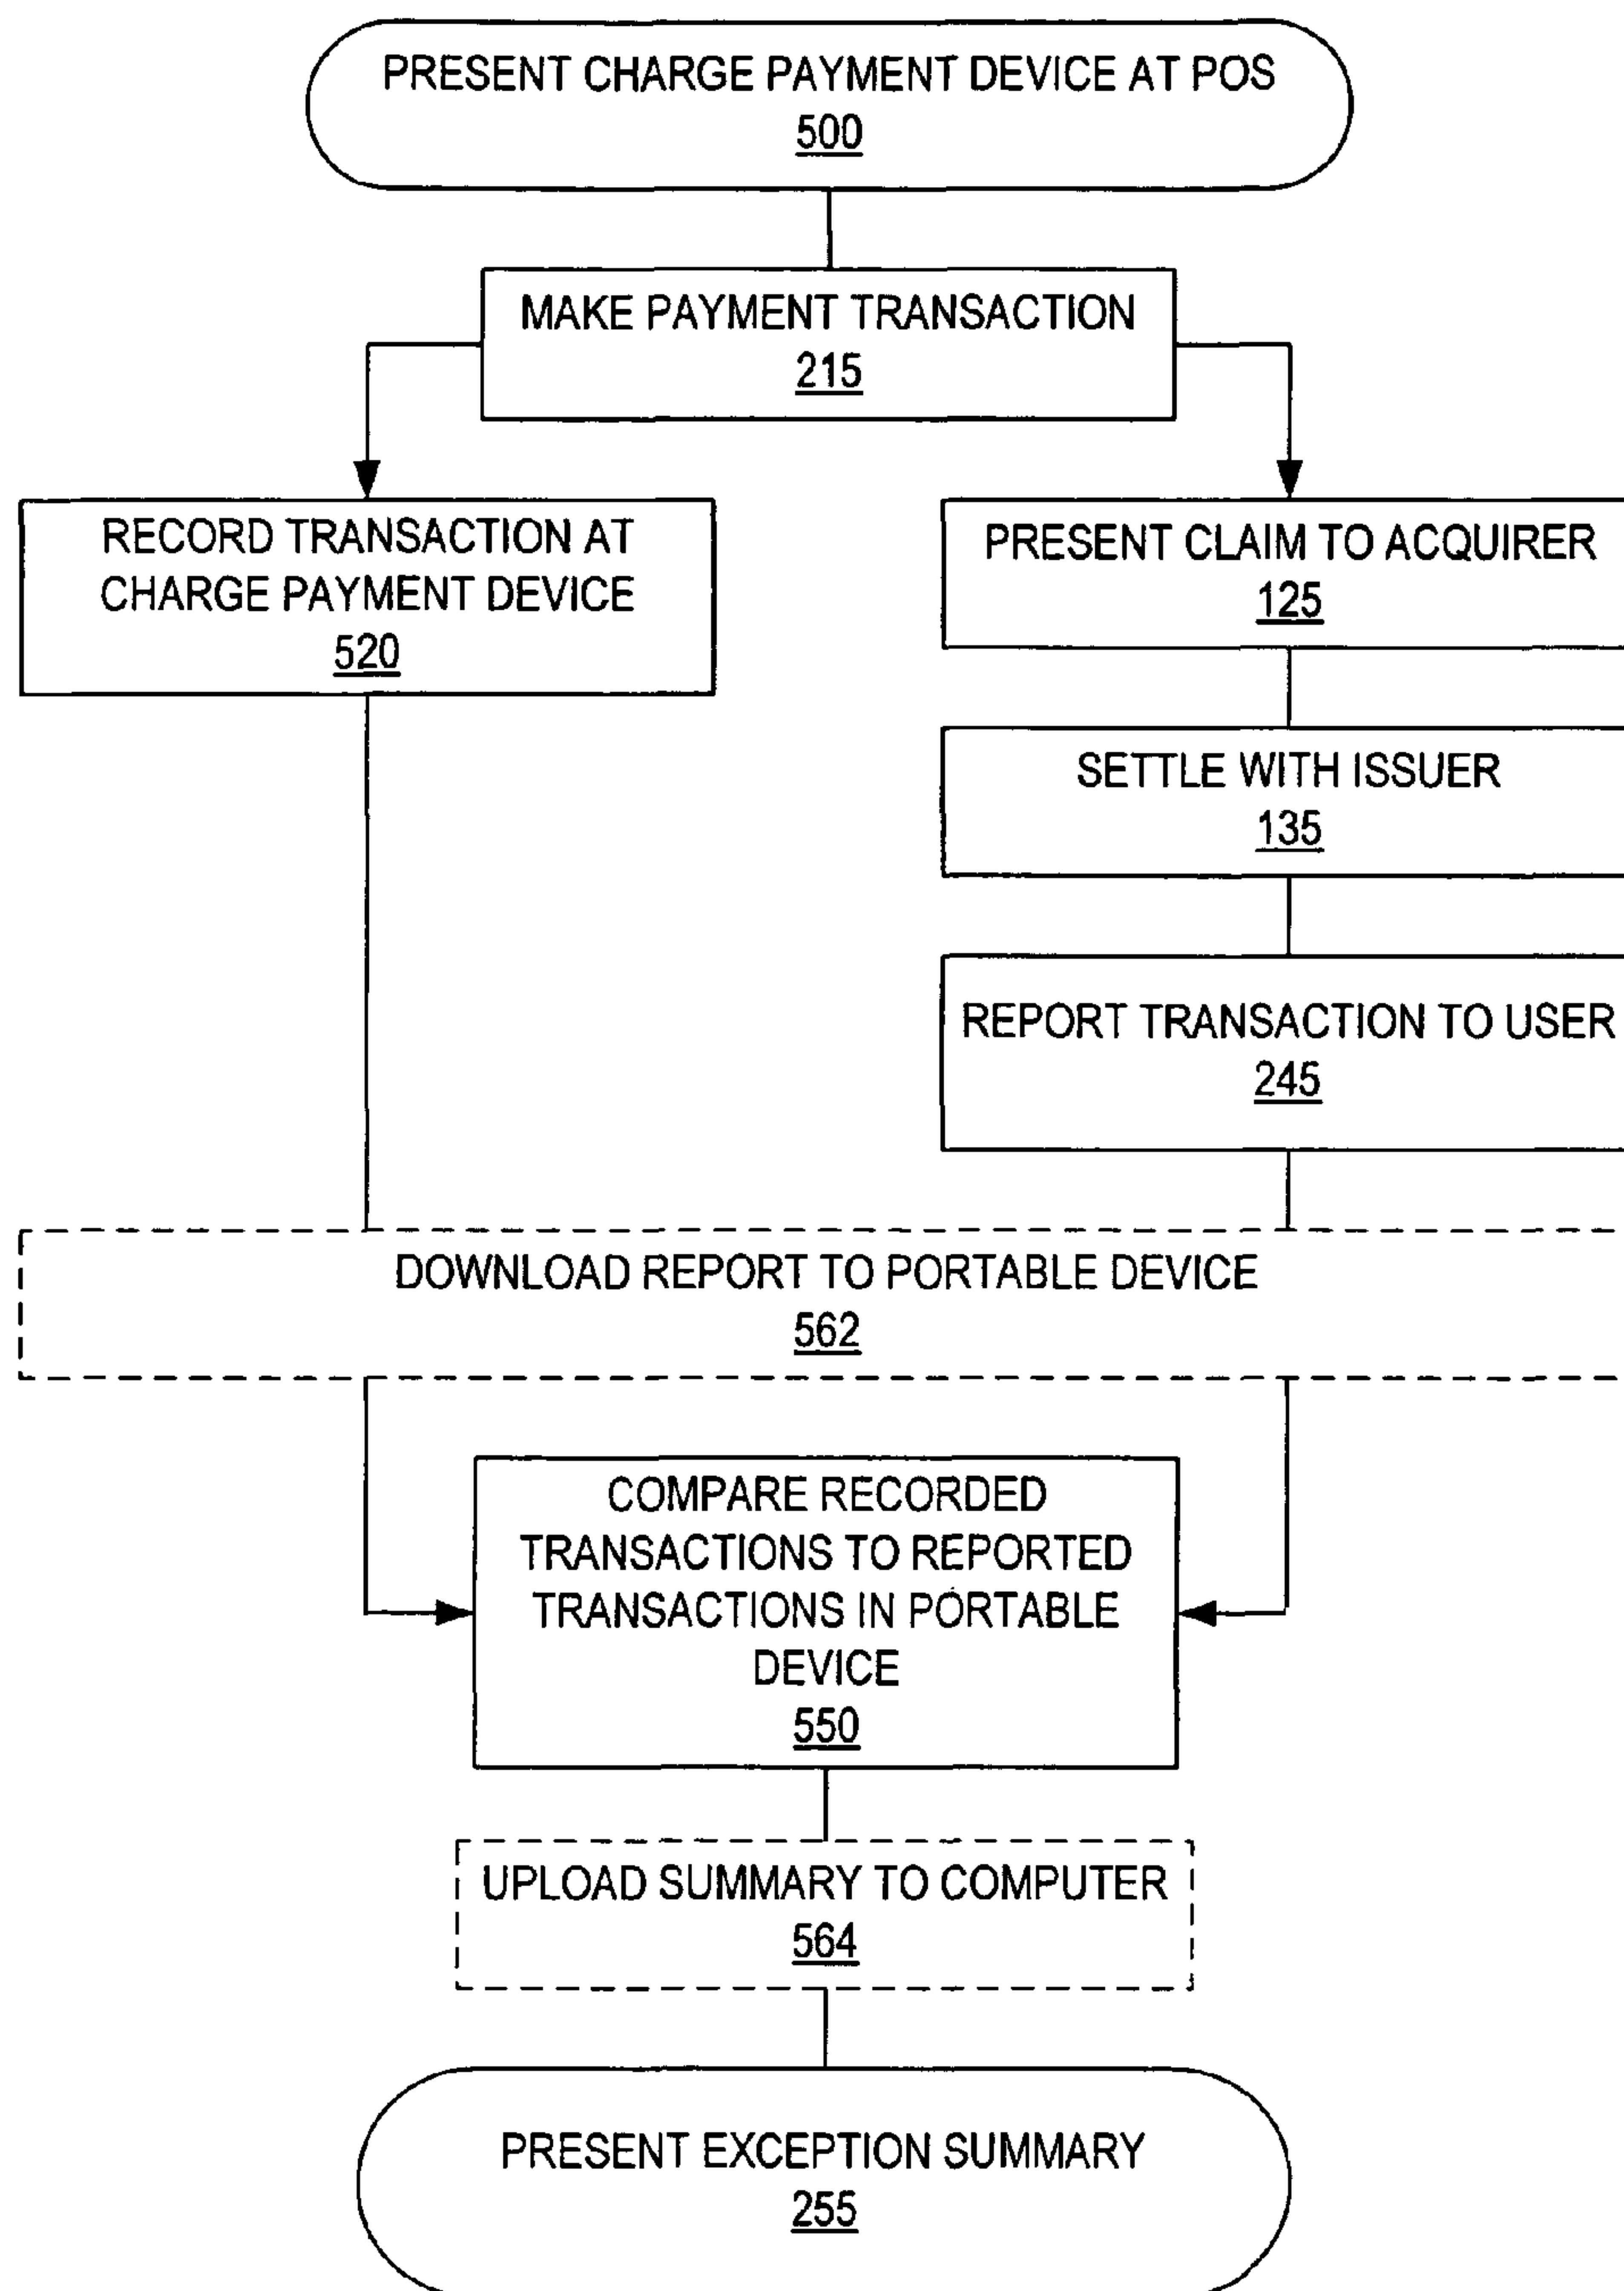 PRESENT CHARGE PAYMENT DEVICE AT POS
500
MAKE PAYMENT TRANSACTION
215
RECORD TRANSACTION AT
CHARGE PAYMENT DEVICE
520
PRESENT CLAIM TO ACQUIRER
125
SETTLE WITH ISSUER
135
REPORT TRANSACTION TO USER
245
DOWNLOAD REPORT TO PORTABLE DEVICE
562
COMPARE RECORDED
TRANSACTIONS TO REPORTED
TRANSACTIONS IN PORTABLE
DEVICE
550
UPLOAD SUMMARY TO COMPUTER
564
PRESENT EXCEPTION SUMMARY
255